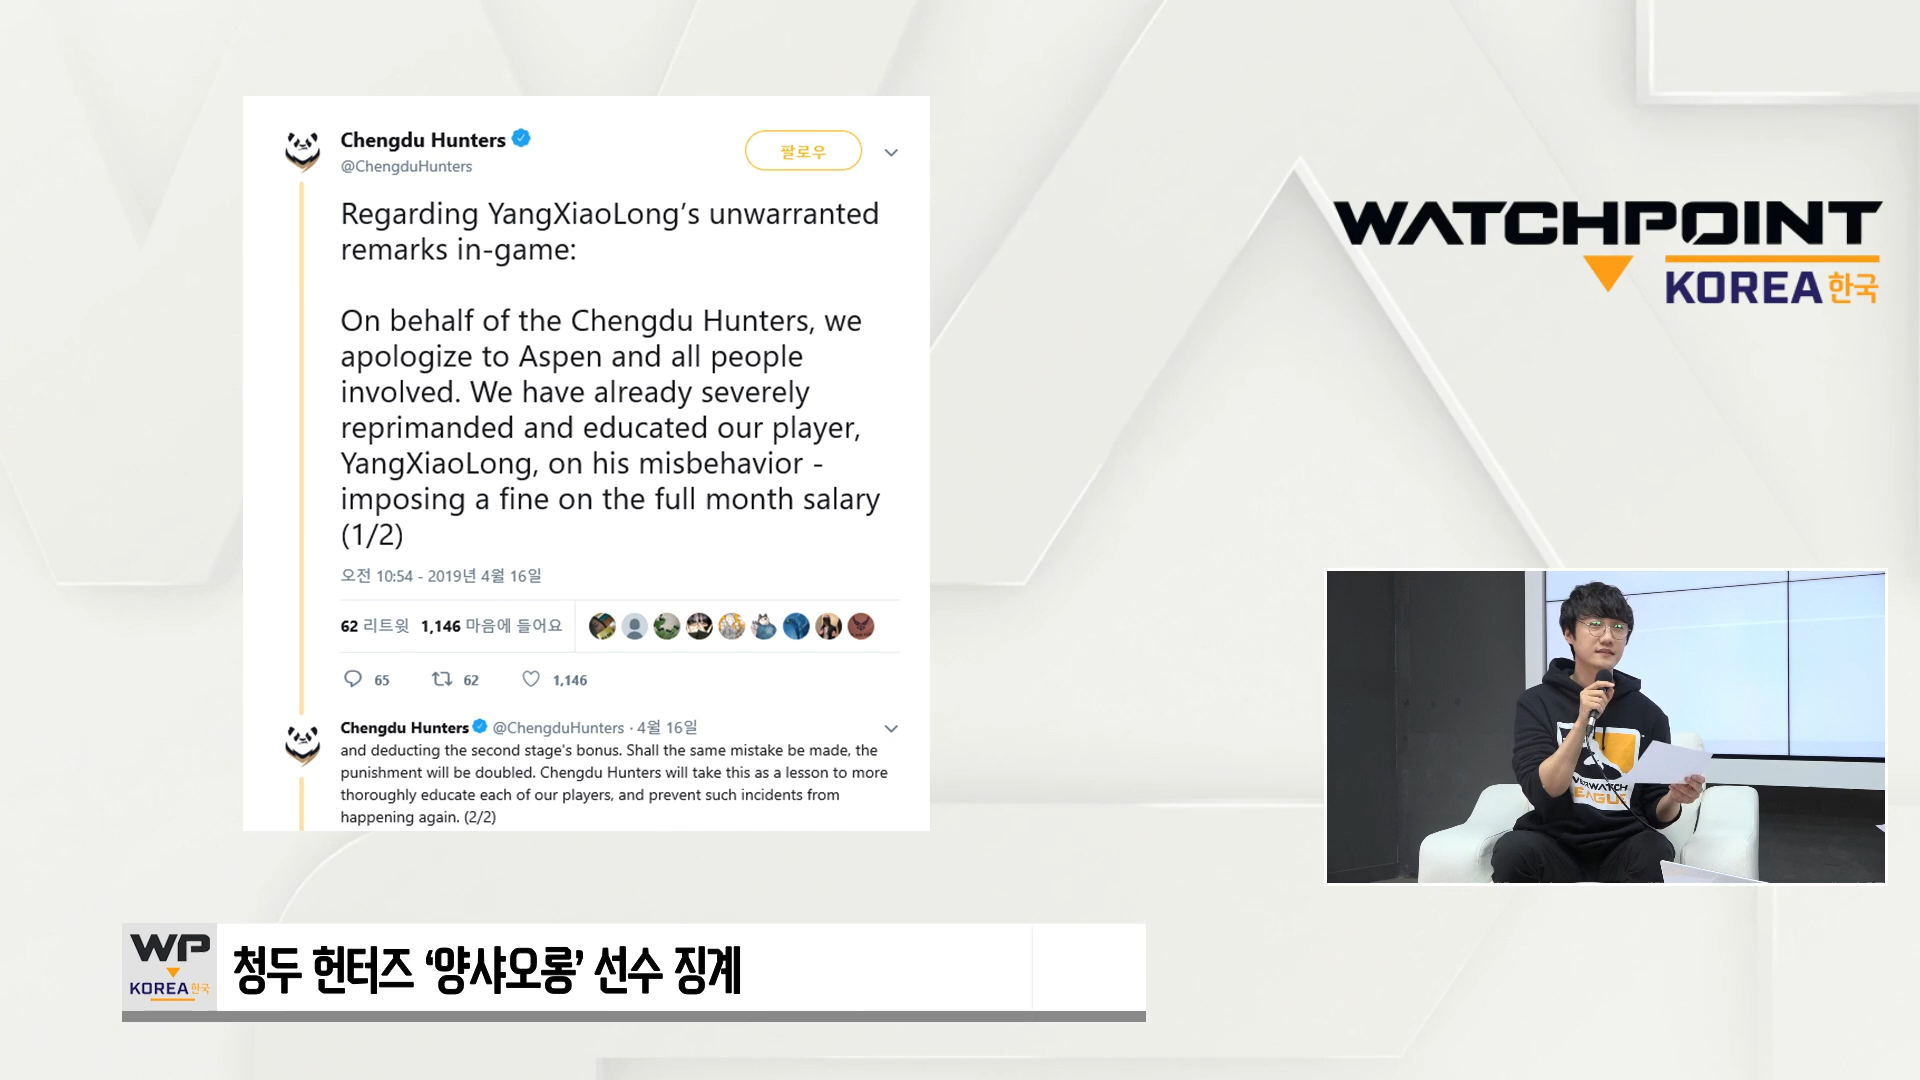 Chengdu Hunters
@ChengduHunters
팔로우
Regarding YangXiaoLong’s unwarranted
remarks in-game:
On behalf of the Chengdu Hunters, we
apologize to Aspen and all people
involved. We have already severely
reprimanded and educated our player,
YangXiaoLong, on his misbehavior -
imposing a fine on the full month salary
(1/2)
오전 10:54 - 2019년 4월 16일
62 리트윗 1,146 마음에 들어요
65 62 1,146
Chengdu Hunters @ChengduHunters · 4월 16일
and deducting the second stage's bonus. Shall the same mistake be made, the
punishment will be doubled. Chengdu Hunters will take this as a lesson to more
thoroughly educate each of our players, and prevent such incidents from
happening again. (2/2)
WATCHPOINT
KOREA 한국
WP
KOREA 한국
청두 헌터즈 ‘양샤오롱’ 선수 징계